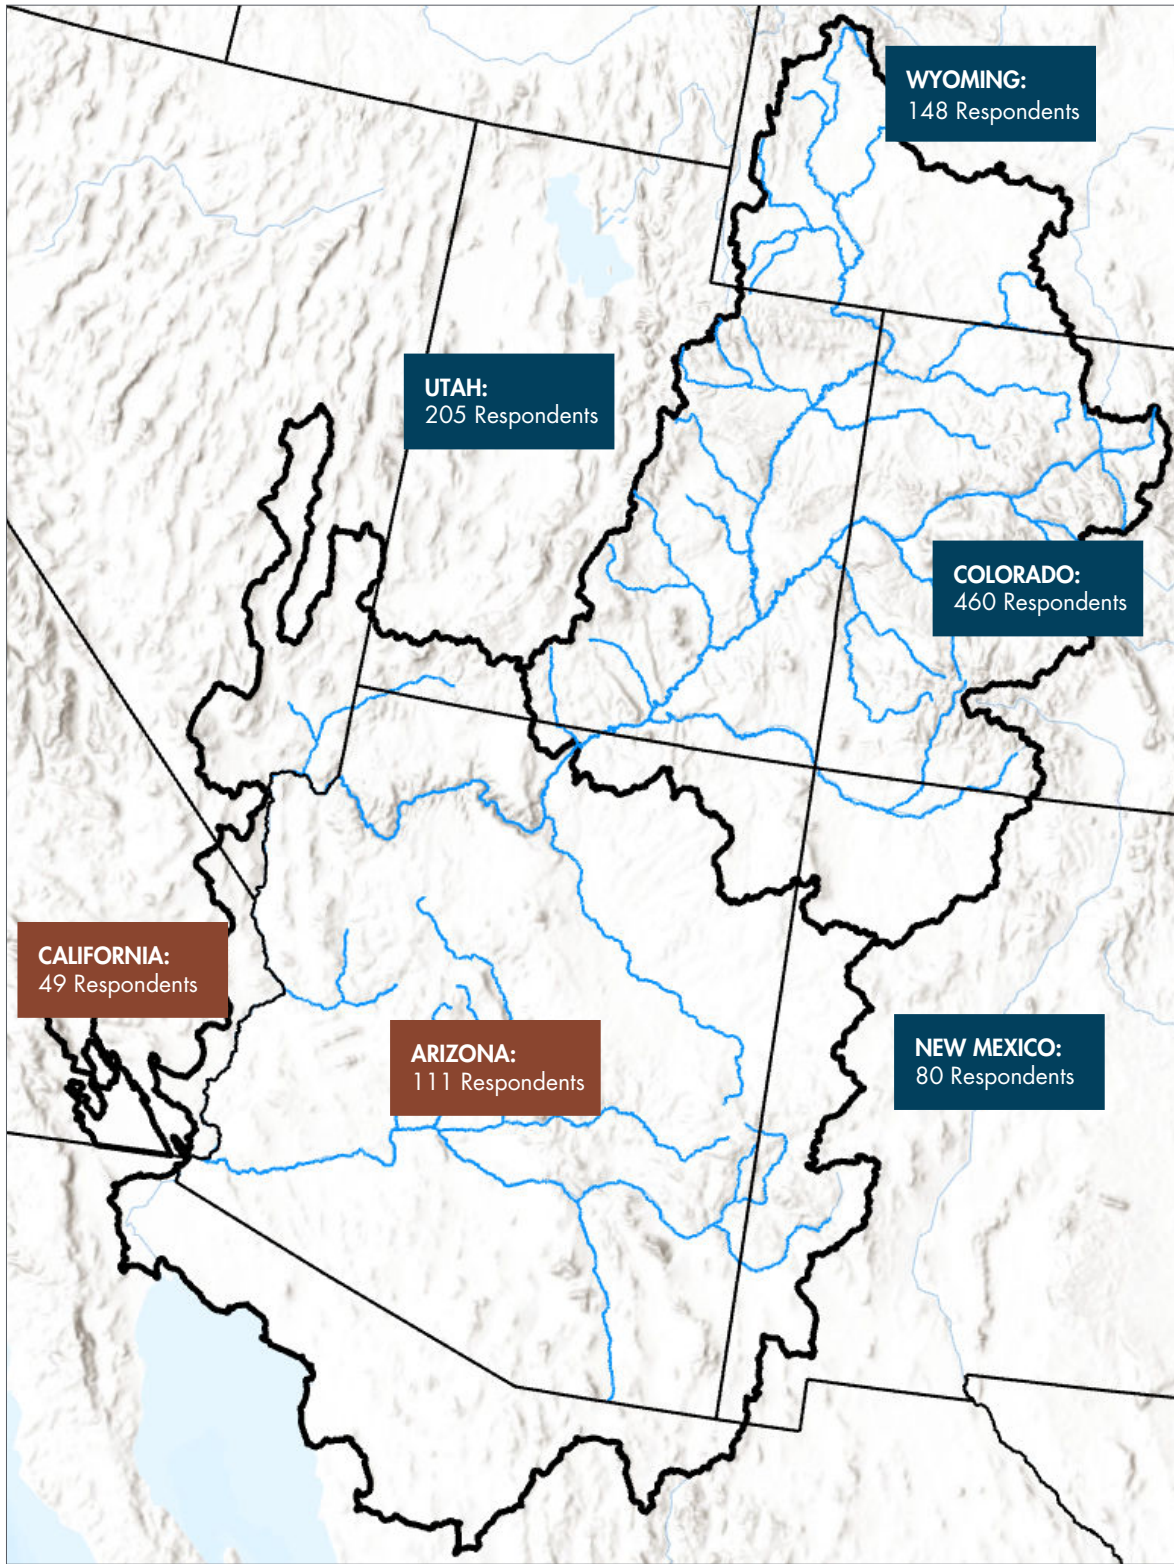 WYOMING:
148 Respondents
UTAH:
205 Respondents
COLORADO:
460 Respondents
CALIFORNIA:
49 Respondents
ARIZONA:
111 Respondents
NEW MEXICO:
80 Respondents